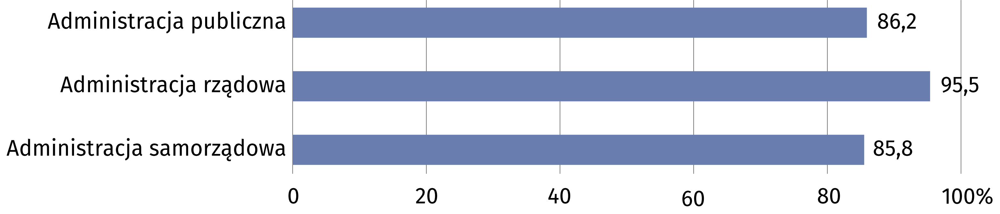 Administracja publiczna 86,2
Administracja rządowa 95,5
Administracja samorządowa 85,8
0 20 40 60 80 100%